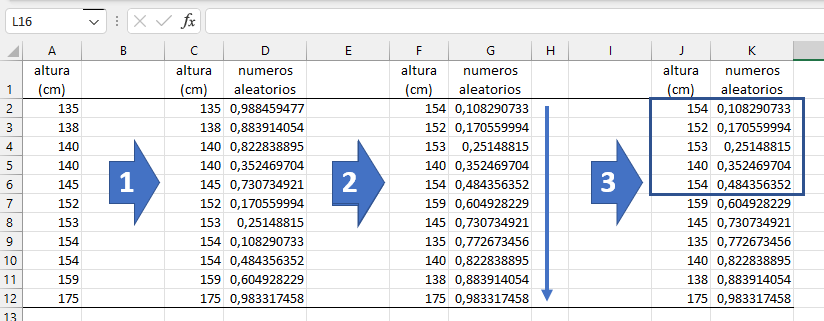 L16 fx
A B C D E F G H I J K
altura altura numeros altura numeros altura numeros
1 (cm) (cm) aleatorios (cm) aleatorios (cm) aleatorios
2 135 135 0,988459477 154 0,108290733 154 0,108290733
3 138 138 0,883914054 152 0,170559994 152 0,170559994
4 140 140 0,822838895 153 0,25148815 153 0,25148815
5 140 140 0,352469704 140 0,352469704 140 0,352469704
6 145 1 145 0,730734921 2 154 0,484356352 3 154 0,484356352
7 152 152 0,170559994 159 0,604928229 159 0,604928229
8 153 153 0,25148815 145 0,730734921 145 0,730734921
9 154 154 0,108290733 135 0,772673456 135 0,772673456
10 154 154 0,484356352 140 0,822838895 140 0,822838895
11 159 159 0,604928229 138 0,883914054 138 0,883914054
12 175 175 0,983317458 175 0,983317458 175 0,983317458
13